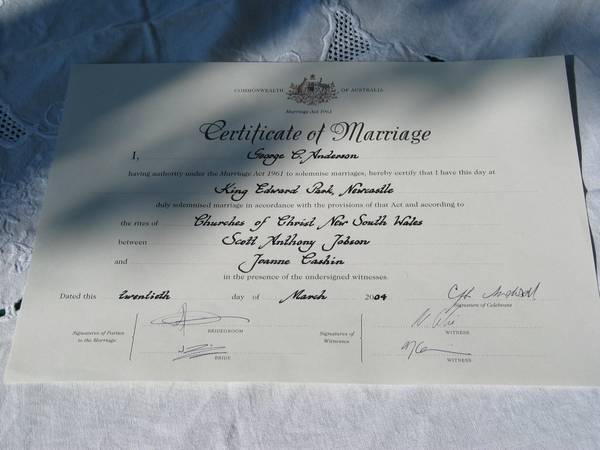 COMMONWEALTH OF AUSTRALIA
Marriage Act 1961
Certificate of Marriage
I, George C. Anderson
having authority under the Marriage Act 1961 to solemnise marriages, hereby certify that I have this day at
King Edward Park, Newcastle
duly solemnised marriage in accordance with the provisions of that Act and according to
the rites of Churches of Christ New South Wales
between Scott Anthony Jobson
and Joanne Cashin
in the presence of the undersigned witnesses.
Dated this twentieth day of March 2004
Signature of Celebrant
Signatures of Parties to the Marriage
BRIDEGROOM
BRIDE
Signatures of Witnesses
WITNESS
WITNESS